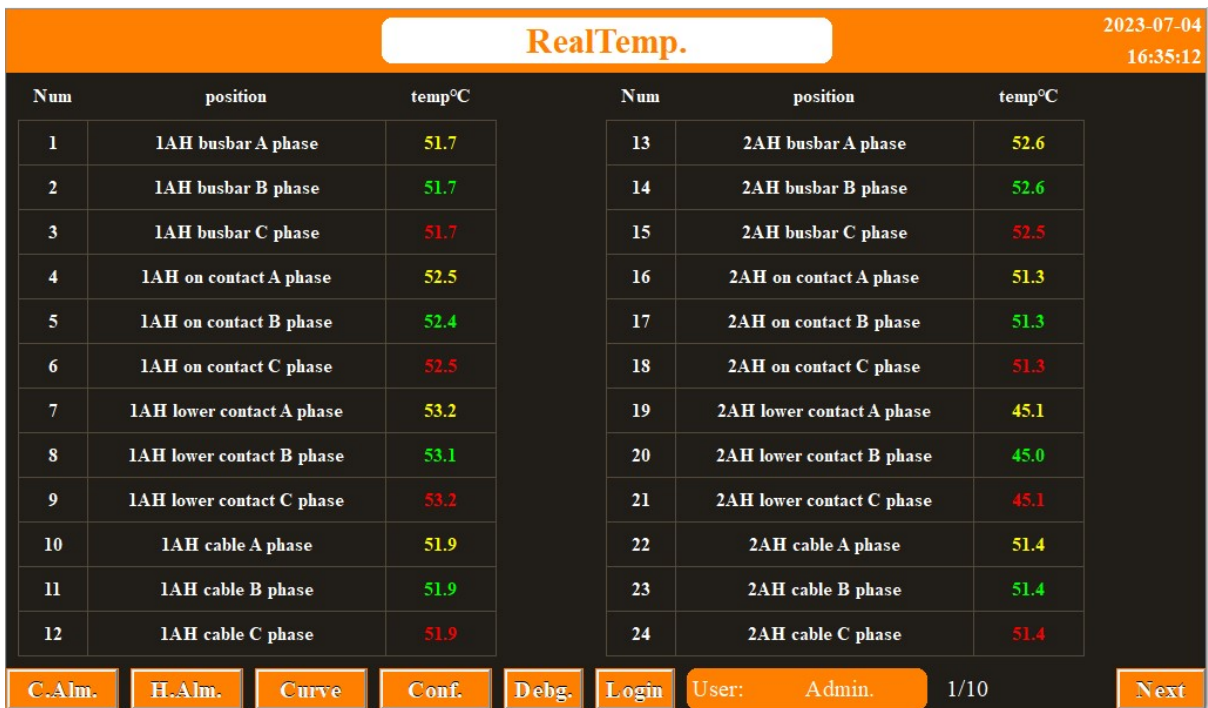 RealTemp.
2023-07-04
16:35:12
Num position temp°C Num position temp°C
1 1AH busbar A phase 51.7 13 2AH busbar A phase 52.6
2 1AH busbar B phase 51.7 14 2AH busbar B phase 52.6
3 1AH busbar C phase 51.7 15 2AH busbar C phase 52.5
4 1AH on contact A phase 52.5 16 2AH on contact A phase 51.3
5 1AH on contact B phase 52.4 17 2AH on contact B phase 51.3
6 1AH on contact C phase 52.5 18 2AH on contact C phase 51.3
7 1AH lower contact A phase 53.2 19 2AH lower contact A phase 45.1
8 1AH lower contact B phase 53.1 20 2AH lower contact B phase 45.0
9 1AH lower contact C phase 53.2 21 2AH lower contact C phase 45.1
10 1AH cable A phase 51.9 22 2AH cable A phase 51.4
11 1AH cable B phase 51.9 23 2AH cable B phase 51.4
12 1AH cable C phase 51.9 24 2AH cable C phase 51.4
C.Alm. H.Alm. Curve Conf. Debg. Login User: Admin. 1/10 Next